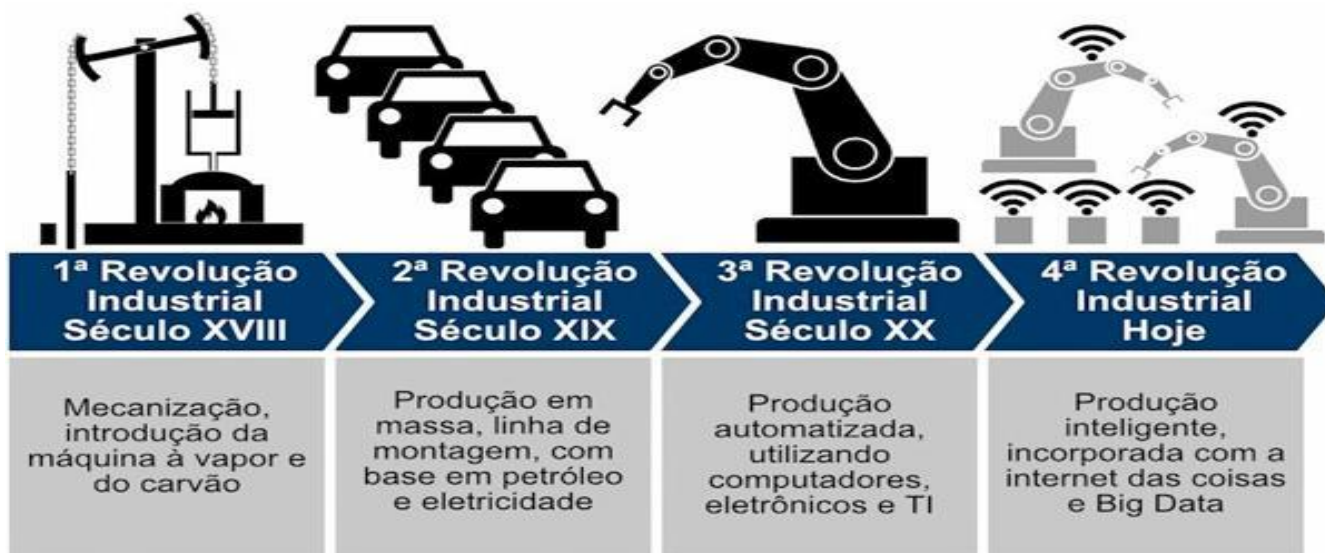 1ª Revolução
Industrial
Século XVIII
2ª Revolução
Industrial
Século XIX
3ª Revolução
Industrial
Século XX
4ª Revolução
Industrial
Hoje
Mecanização,
introdução da
máquina à vapor e
do carvão
Produção em
massa, linha de
montagem, com
base em petróleo
e eletricidade
Produção
automatizada,
utilizando
computadores,
eletrônicos e TI
Produção
inteligente,
incorporada com a
internet das coisas
e Big Data